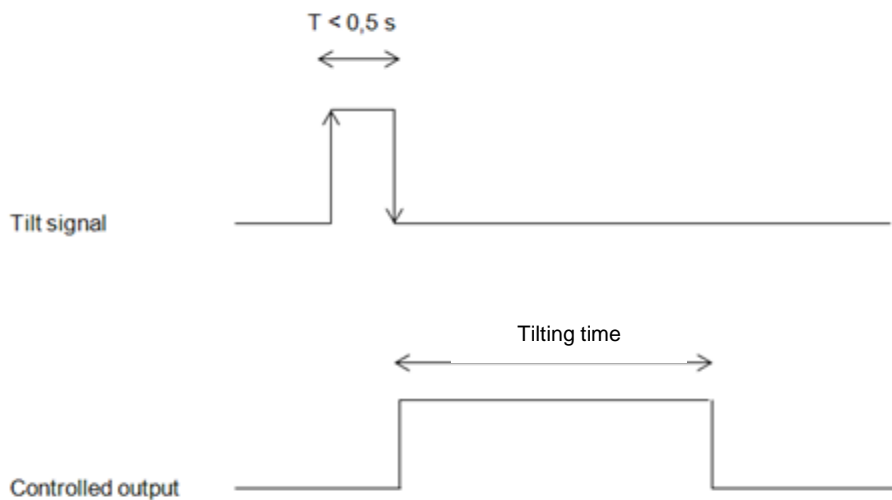 T < 0,5 s
Tilt signal
Tilting time
Controlled output